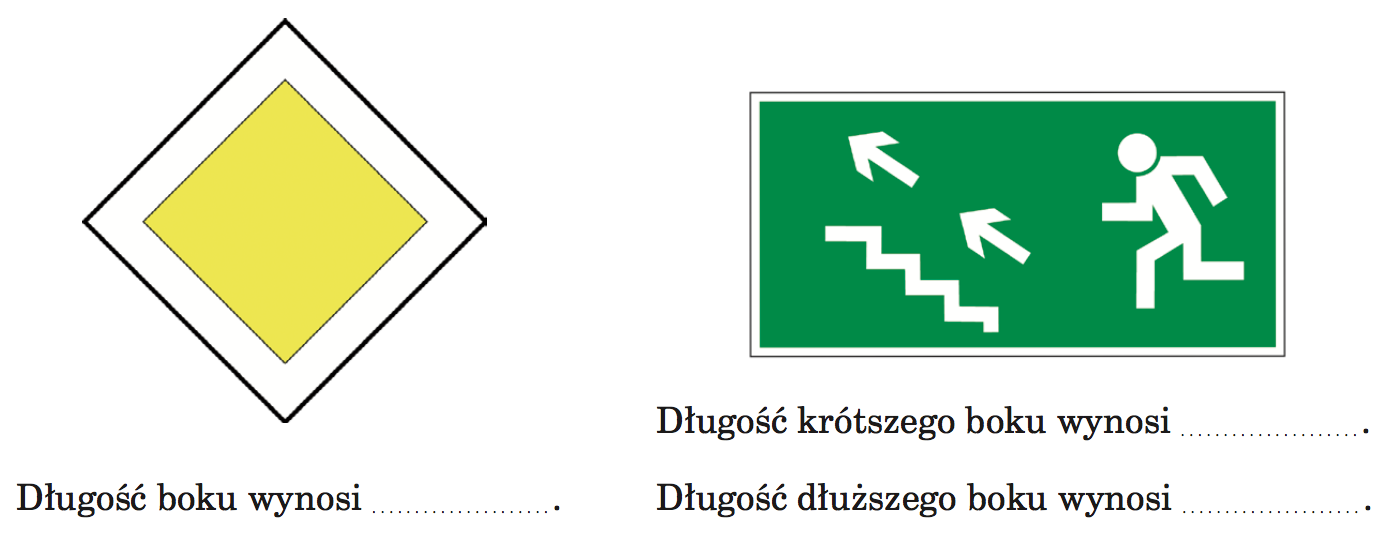 Długość krótszego boku wynosi .....................
Długość boku wynosi .....................
Długość dłuższego boku wynosi .....................